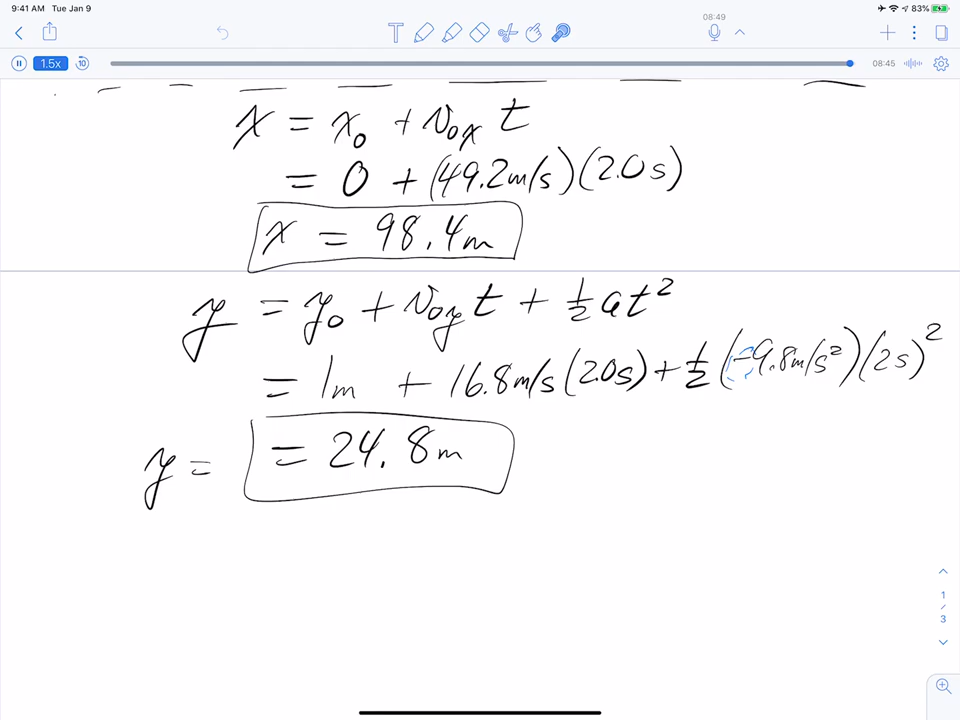 9:41 AM Tue Jan 9
83%
08:49
1.5x
10
08:45
x = x₀ + v₀ₓ t
= 0 + (49.2m/s)(2.0s)
x = 98.4m
y = y₀ + v₀y t + ½ at²
= 1m + 16.8m/s(2.0s) + ½ (-9.8m/s²)(2s)²
y = = 24.8m
1
/
3